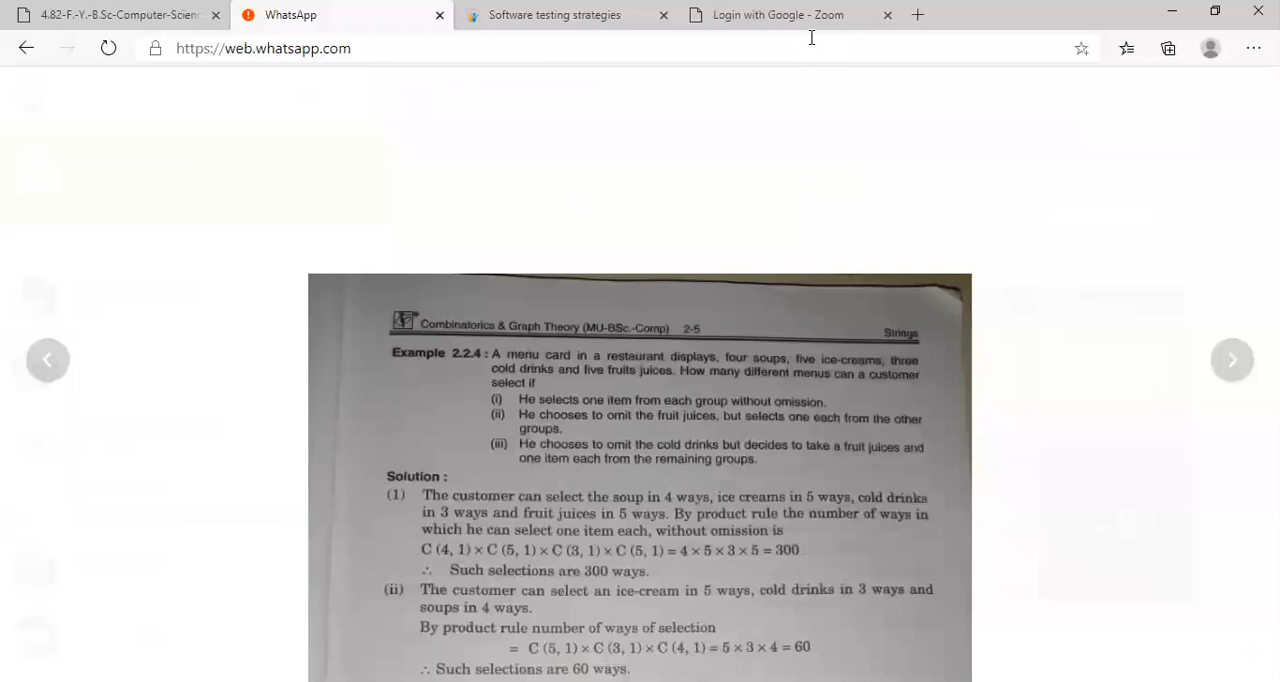 4.82-F.-Y.-B.Sc-Computer-Scien
WhatsApp
Software testing strategies
Login with Google - Zoom
https://web.whatsapp.com
Combinatorics & Graph Theory (MU-BSc.-Comp) 2-5 Strings
Example 2.2.4 : A menu card in a restaurant displays, four soups, five ice-creams, three
cold drinks and five fruits juices. How many different menus can a customer
select if
(i) He selects one item from each group without omission.
(ii) He chooses to omit the fruit juices, but selects one each from the other
groups.
(iii) He chooses to omit the cold drinks but decides to take a fruit juices and
one item each from the remaining groups.
Solution :
(1) The customer can select the soup in 4 ways, ice creams in 5 ways, cold drinks
in 3 ways and fruit juices in 5 ways. By product rule the number of ways in
which he can select one item each, without omission is
C (4, 1) × C (5, 1) × C (3, 1) × C (5, 1) = 4 × 5 × 3 × 5 = 300
∴ Such selections are 300 ways.
(ii) The customer can select an ice-cream in 5 ways, cold drinks in 3 ways and
soups in 4 ways.
By product rule number of ways of selection
= C (5, 1) × C (3, 1) × C (4, 1) = 5 × 3 × 4 = 60
∴ Such selections are 60 ways.